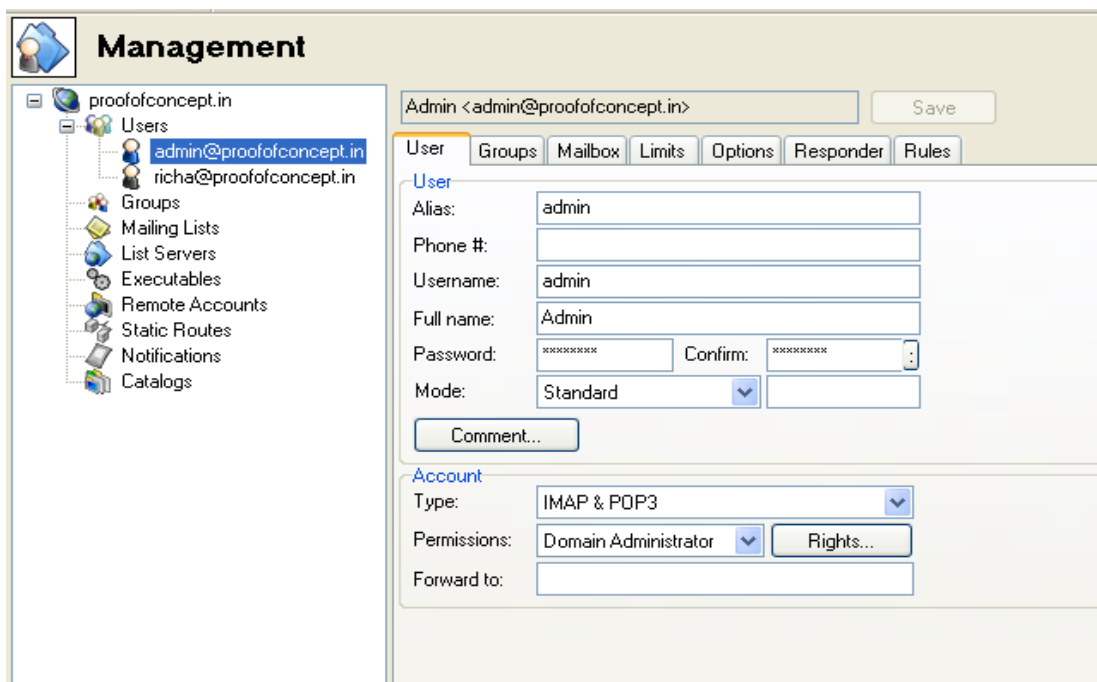 Management
proofofconcept.in
Users
admin@proofofconcept.in
richa@proofofconcept.in
Groups
Mailing Lists
List Servers
Executables
Remote Accounts
Static Routes
Notifications
Catalogs
Admin <admin@proofofconcept.in> Save
User Groups Mailbox Limits Options Responder Rules
User
Alias: admin
Phone #:
Username: admin
Full name: Admin
Password: ******** Confirm: ******** :
Mode: Standard
Comment...
Account
Type: IMAP & POP3
Permissions: Domain Administrator Rights...
Forward to: